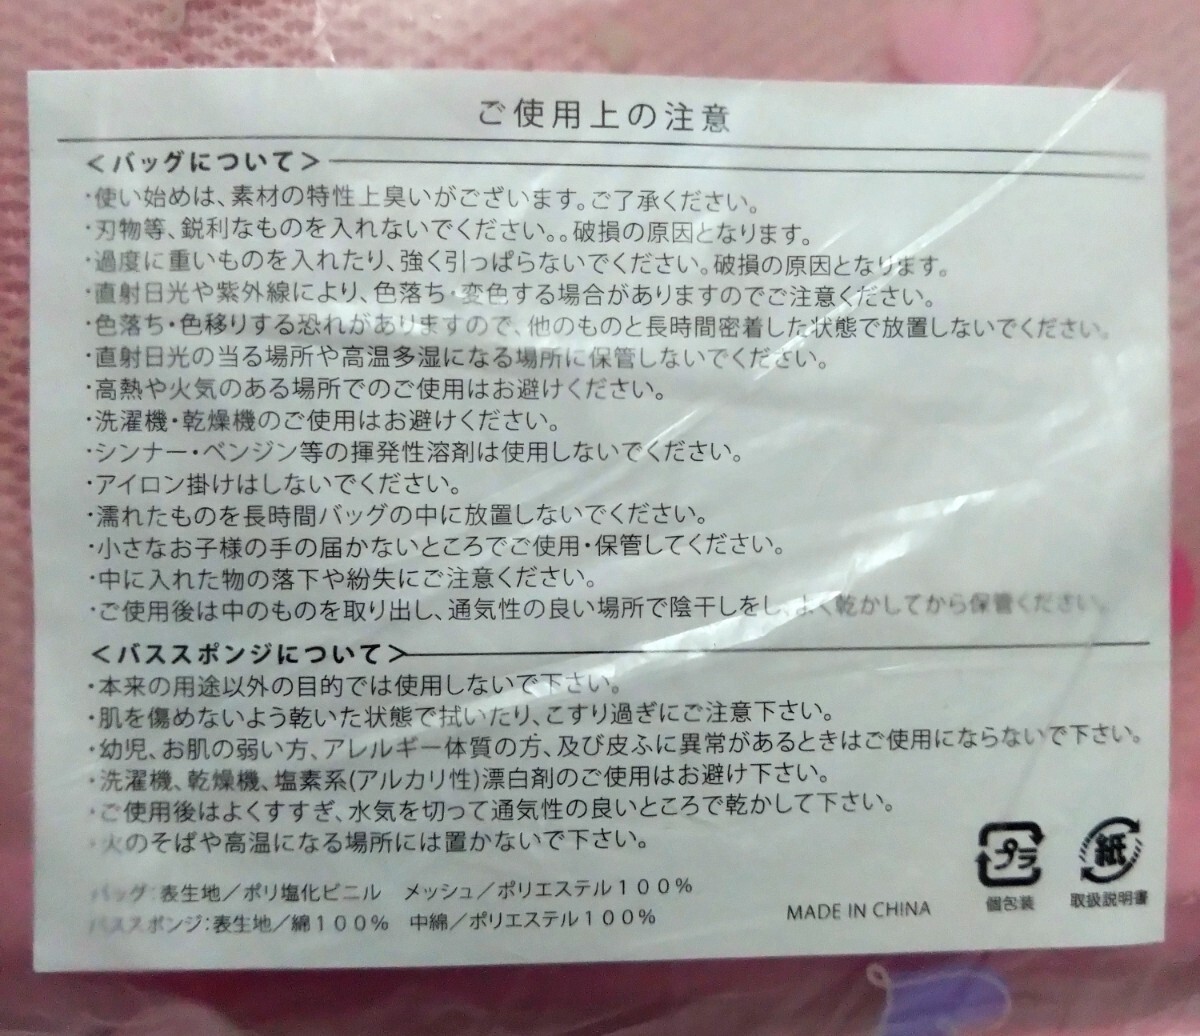 ご使用上の注意
＜バッグについて＞
・使い始めは、素材の特性上臭いがございます。ご了承ください。
・刃物等、鋭利なものを入れないでください。。破損の原因となります。
・過度に重いものを入れたり、強く引っぱらないでください。破損の原因となります。
・直射日光や紫外線により、色落ち・変色する場合がありますのでご注意ください。
・色落ち・色移りする恐れがありますので、他のものと長時間密着した状態で放置しないでください。
・直射日光の当る場所や高温多湿になる場所に保管しないでください。
・高熱や火気のある場所でのご使用はお避けください。
・洗濯機・乾燥機のご使用はお避けください。
・シンナー・ベンジン等の揮発性溶剤は使用しないでください。
・アイロン掛けはしないでください。
・濡れたものを長時間バッグの中に放置しないでください。
・小さなお子様の手の届かないところでご使用・保管してください。
・中に入れた物の落下や紛失にご注意ください。
・ご使用後は中のものを取り出し、通気性の良い場所で陰干しをし、よく乾かしてから保管ください。
＜バススポンジについて＞
・本来の用途以外の目的では使用しないで下さい。
・肌を傷めないよう乾いた状態で拭いたり、こすり過ぎにご注意下さい。
・幼児、お肌の弱い方、アレルギー体質の方、及び皮ふに異常があるときはご使用にならないで下さい。
・洗濯機、乾燥機、塩素系(アルカリ性)漂白剤のご使用はお避け下さい。
・ご使用後はよくすすぎ、水気を切って通気性の良いところで乾かして下さい。
・火のそばや高温になる場所には置かないで下さい。
バッグ：表生地／ポリ塩化ビニル　メッシュ／ポリエステル１００％
バススポンジ：表生地／綿１００％　中綿／ポリエステル１００％
MADE IN CHINA
プラ
個包装
紙
取扱説明書